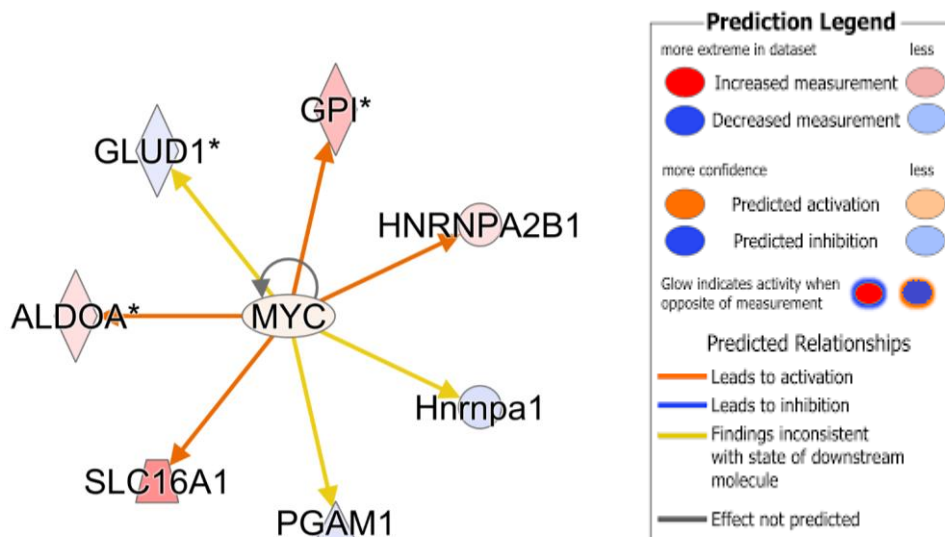 GPI*
GLUD1*
HNRNPA2B1
ALDOA*
MYC
Hnrnpa1
SLC16A1
PGAM1
Prediction Legend
more extreme in dataset less
Increased measurement
Decreased measurement
more confidence less
Predicted activation
Predicted inhibition
Glow indicates activity when
opposite of measurement
Predicted Relationships
Leads to activation
Leads to inhibition
Findings inconsistent
with state of downstream
molecule
Effect not predicted